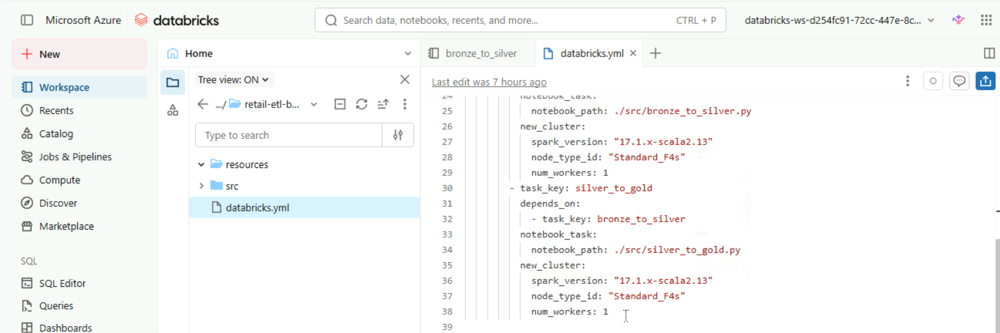 Microsoft Azure databricks
Search data, notebooks, recents, and more... CTRL + P
databricks-ws-d254fc91-72cc-447e-8c...
New
Workspace
Recents
Catalog
Jobs & Pipelines
Compute
Discover
Marketplace
SQL
SQL Editor
Queries
Dashboards
Home
Tree view: ON
.../ retail-etl-b...
Type to search
resources
src
databricks.yml
bronze_to_silver databricks.yml
Last edit was 7 hours ago
24 notebook_task:
25 notebook_path: ./src/bronze_to_silver.py
26 new_cluster:
27 spark_version: "17.1.x-scala2.13"
28 node_type_id: "Standard_F4s"
29 num_workers: 1
30 - task_key: silver_to_gold
31 depends_on:
32 - task_key: bronze_to_silver
33 notebook_task:
34 notebook_path: ./src/silver_to_gold.py
35 new_cluster:
36 spark_version: "17.1.x-scala2.13"
37 node_type_id: "Standard_F4s"
38 num_workers: 1
39